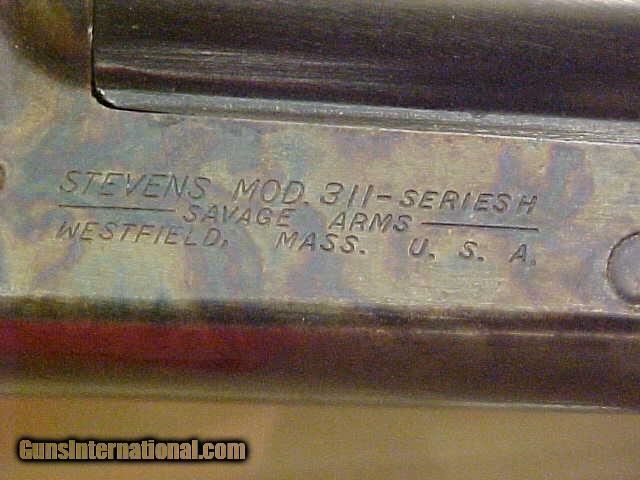 STEVENS MOD. 311-SERIES H
SAVAGE ARMS
WESTFIELD, MASS. U. S. A.
GunsInternational.com